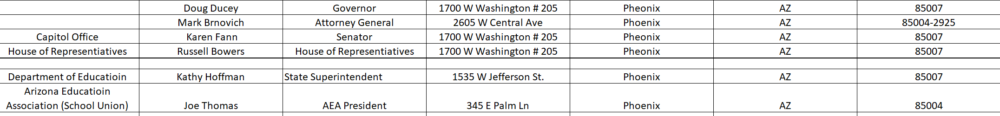 Doug Ducey Governor 1700 W Washington # 205 Pheonix AZ 85007
Mark Brnovich Attorney General 2605 W Central Ave Phoenix AZ 85004-2925
Capitol Office Karen Fann Senator 1700 W Washington # 205 Pheonix AZ 85007
House of Representiatives Russell Bowers House of Representiatives 1700 W Washington # 205 Pheonix AZ 85007
Department of Educatioin Kathy Hoffman State Superintendent 1535 W Jefferson St. Phoenix AZ 85007
Arizona Educatioin
Association (School Union) Joe Thomas AEA President 345 E Palm Ln Phoenix AZ 85004